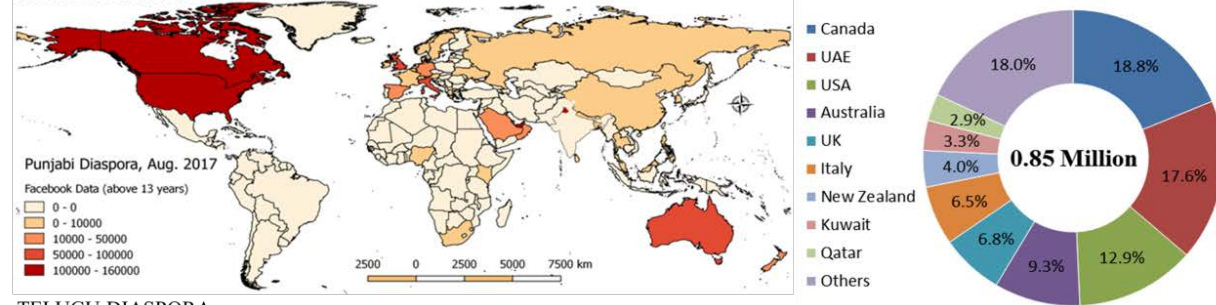 Punjabi Diaspora, Aug. 2017
Facebook Data (above 13 years)
0 - 0
0 - 10000
10000 - 50000
50000 - 100000
100000 - 160000
2500 0 2500 5000 7500 km
Canada
UAE
USA
Australia
UK
Italy
New Zealand
Kuwait
Qatar
Others
18.8%
17.6%
12.9%
9.3%
6.8%
6.5%
4.0%
3.3%
2.9%
18.0%
0.85 Million
TELUGU DIASPORA